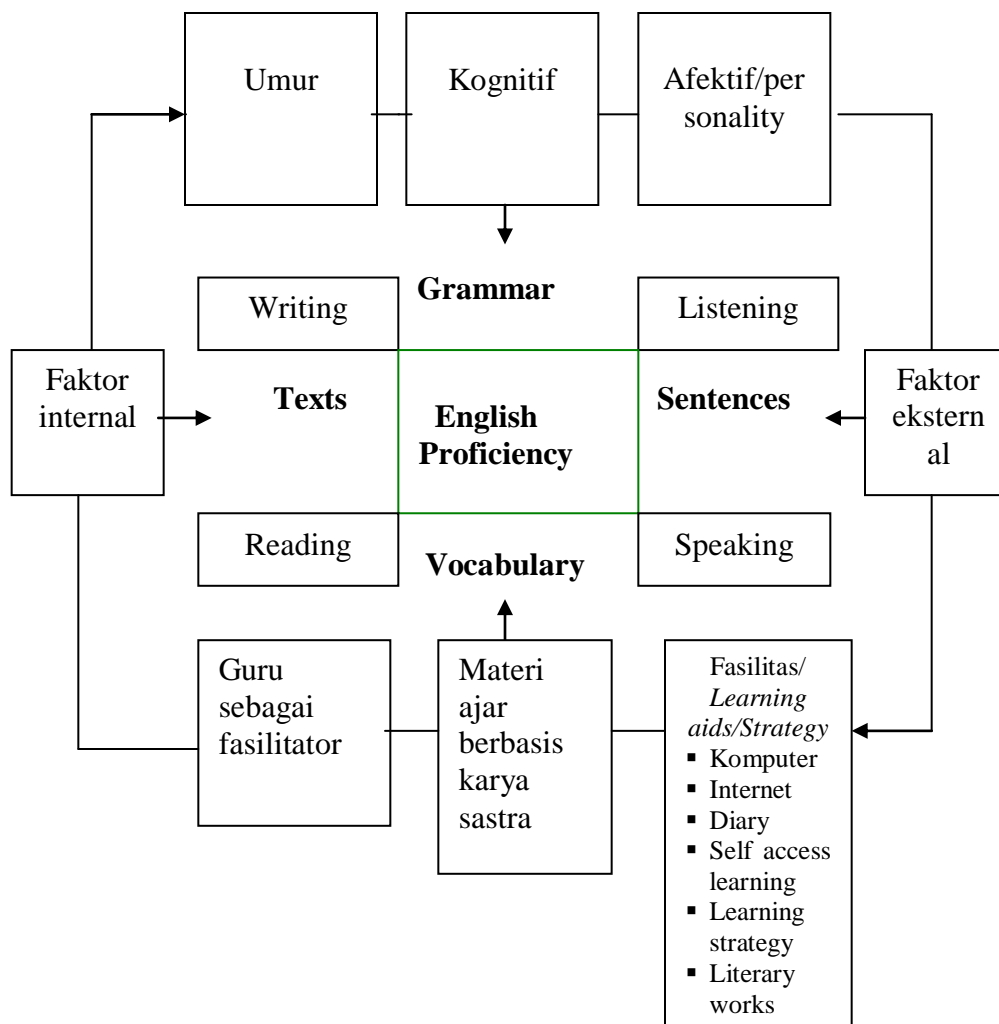 Umur
Kognitif
Afektif/per
sonality
Grammar
Writing
Listening
Faktor
internal
Texts
English
Proficiency
Sentences
Faktor
ekstern
al
Reading
Speaking
Vocabulary
Guru
sebagai
fasilitator
Materi
ajar
berbasis
karya
sastra
Fasilitas/
Learning
aids/Strategy
▪ Komputer
▪ Internet
▪ Diary
▪ Self access
learning
▪ Learning
strategy
▪ Literary
works